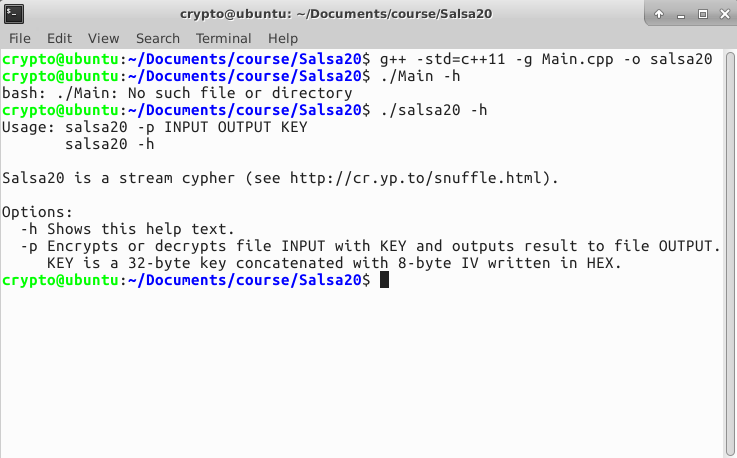 crypto@ubuntu: ~/Documents/course/Salsa20
File Edit View Search Terminal Help
crypto@ubuntu:~/Documents/course/Salsa20$ g++ -std=c++11 -g Main.cpp -o salsa20
crypto@ubuntu:~/Documents/course/Salsa20$ ./Main -h
bash: ./Main: No such file or directory
crypto@ubuntu:~/Documents/course/Salsa20$ ./salsa20 -h
Usage: salsa20 -p INPUT OUTPUT KEY
       salsa20 -h

Salsa20 is a stream cypher (see http://cr.yp.to/snuffle.html).

Options:
  -h Shows this help text.
  -p Encrypts or decrypts file INPUT with KEY and outputs result to file OUTPUT.
     KEY is a 32-byte key concatenated with 8-byte IV written in HEX.
crypto@ubuntu:~/Documents/course/Salsa20$